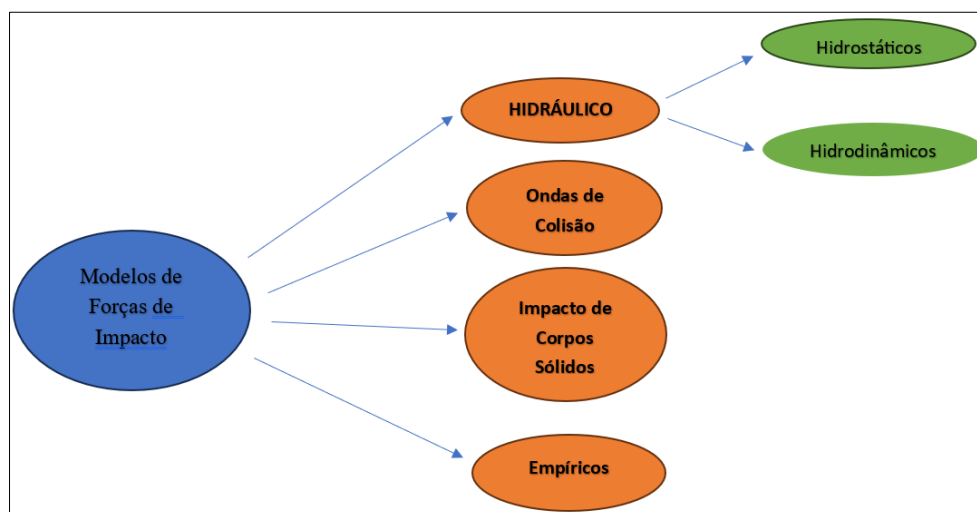 Modelos de
Forças de
Impacto
HIDRÁULICO
Hidrostáticos
Hidrodinâmicos
Ondas de
Colisão
Impacto de
Corpos
Sólidos
Empíricos